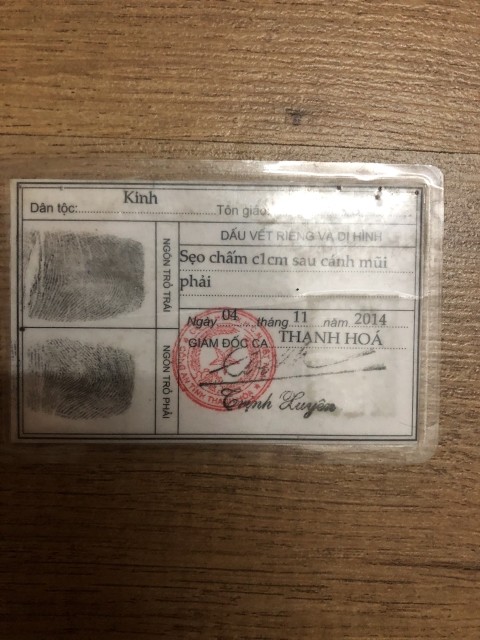 Dân tộc: Kinh Tôn giáo:
DẤU VẾT RIÊNG VÀ DỊ HÌNH
Sẹo chấm c1cm sau cánh mũi
phải
Ngày 04 tháng 11 năm 2014
GIÁM ĐỐC CA THANH HOÁ
Trịnh Xuyên
NGÓN TRỎ TRÁI
NGÓN TRỎ PHẢI